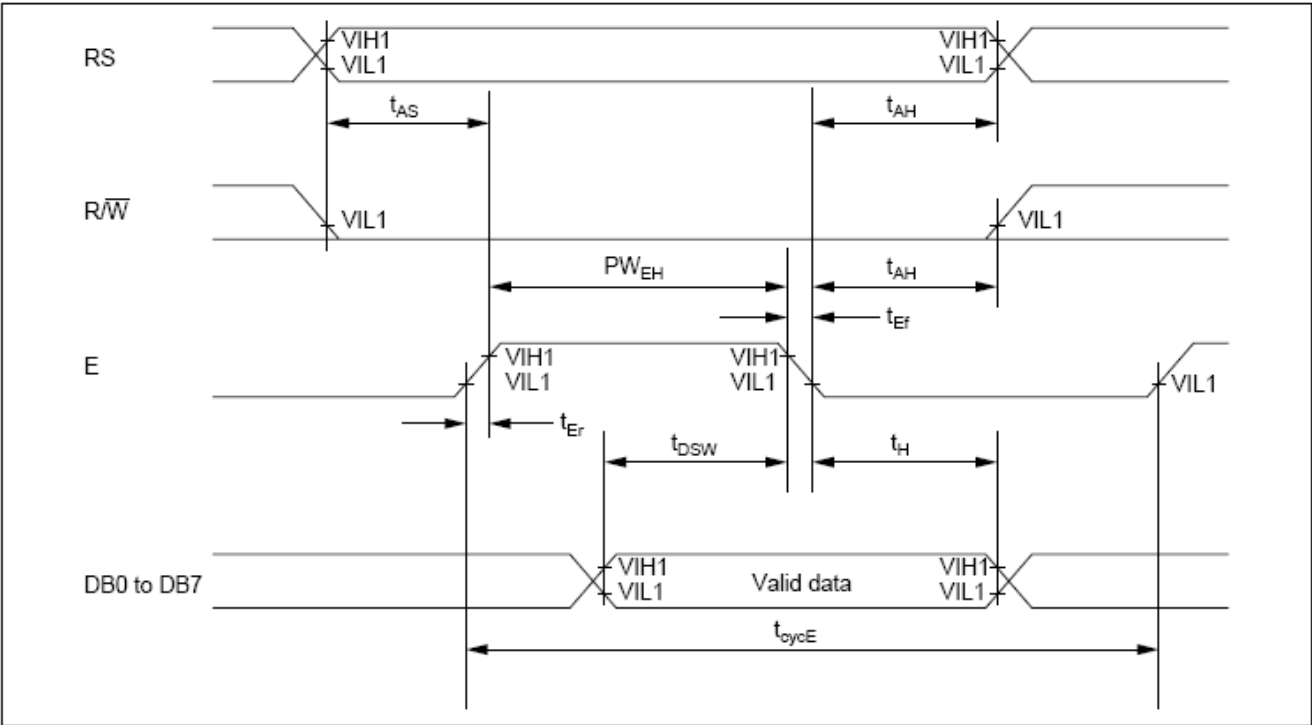 RS
VIH1
VIL1
VIH1
VIL1
tAS
tAH
R/W̅
VIL1
VIL1
PWEH
tAH
tEf
E
VIH1
VIL1
VIH1
VIL1
VIL1
tEr
tDSW
tH
DB0 to DB7
VIH1
VIL1
Valid data
VIH1
VIL1
tcycE